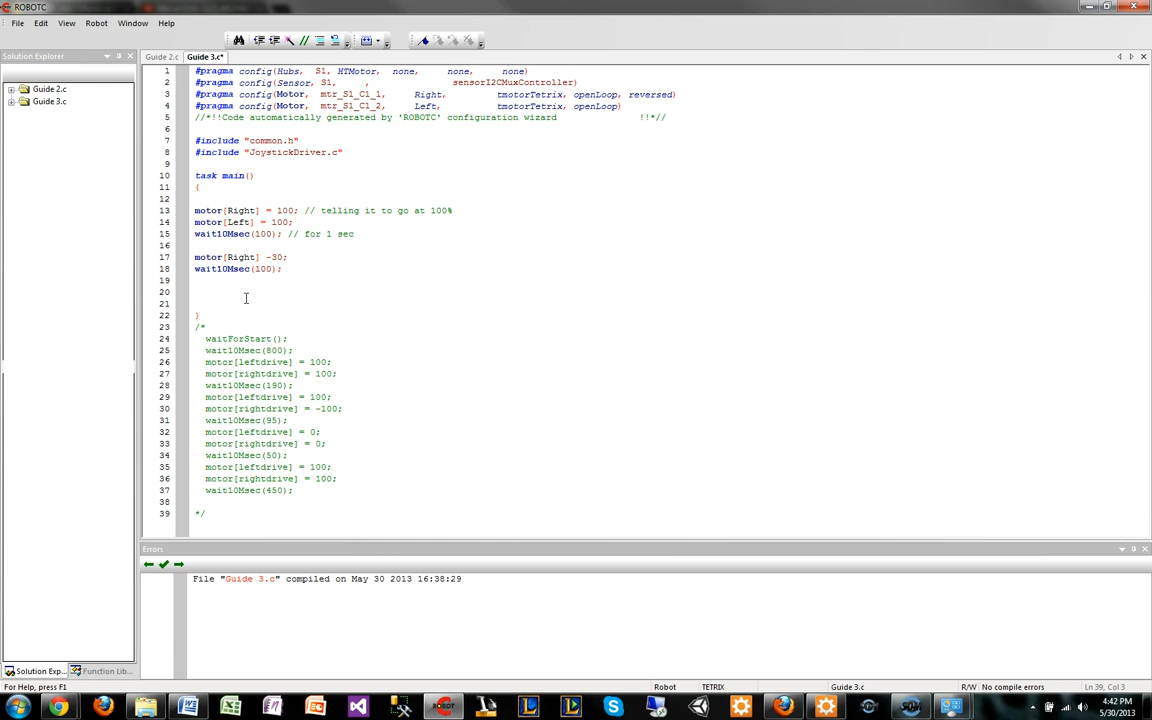 ROBOTC
File Edit View Robot Window Help
Solution Explorer
Guide 2.c Guide 3.c*
Guide 2.c
Guide 3.c
1 #pragma config(Hubs, S1, HTMotor, none, none, none)
2 #pragma config(Sensor, S1, , sensorI2CMuxController)
3 #pragma config(Motor, mtr_S1_C1_1, Right, tmotorTetrix, openLoop, reversed)
4 #pragma config(Motor, mtr_S1_C1_2, Left, tmotorTetrix, openLoop)
5 //*!!Code automatically generated by 'ROBOTC' configuration wizard !!*//
6
7 #include "common.h"
8 #include "JoystickDriver.c"
9
10 task main()
11 {
12
13 motor[Right] = 100; // telling it to go at 100%
14 motor[Left] = 100;
15 wait10Msec(100); // for 1 sec
16
17 motor[Right] -30;
18 wait10Msec(100);
19
20
21
22 }
23 /*
24 waitForStart();
25 wait10Msec(800);
26 motor[leftdrive] = 100;
27 motor[rightdrive] = 100;
28 wait10Msec(190);
29 motor[leftdrive] = 100;
30 motor[rightdrive] = -100;
31 wait10Msec(95);
32 motor[leftdrive] = 0;
33 motor[rightdrive] = 0;
34 wait10Msec(50);
35 motor[leftdrive] = 100;
36 motor[rightdrive] = 100;
37 wait10Msec(450);
38
39 */
Errors
File "Guide 3.c" compiled on May 30 2013 16:38:29
Solution Exp... Function Lib...
For Help, press F1 Robot TETRIX Guide 3.c R/W No compile errors Ln 39, Col 3
4:42 PM
5/30/2013